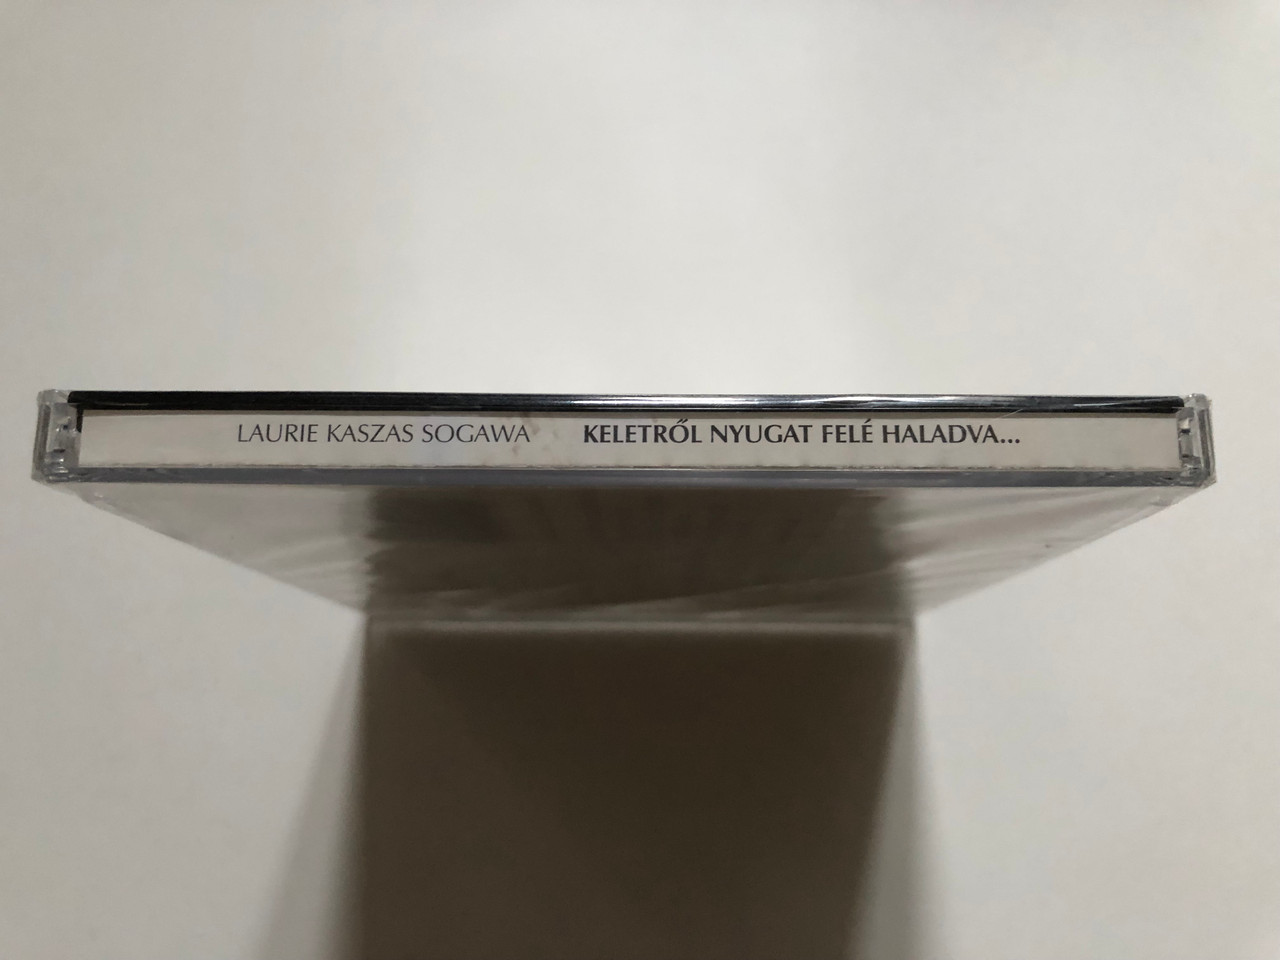 LAURIE KASZAS SOGAWA KELETRŐL NYUGAT FELÉ HALADVA...